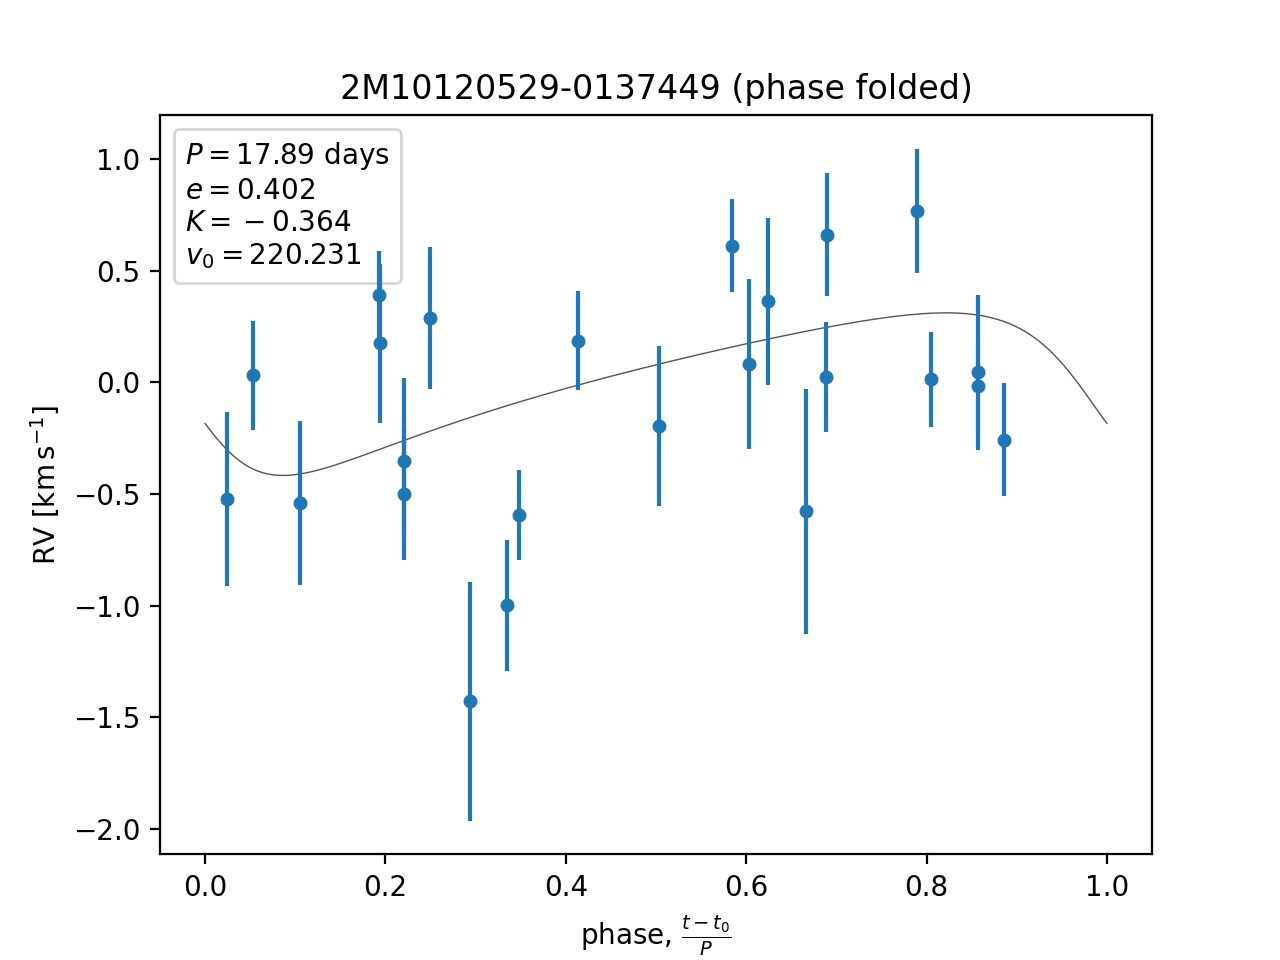 2M10120529-0137449 (phase folded)
P = 17.89 days
e = 0.402
K = −0.364
v₀ = 220.231
1.0
0.5
0.0
−0.5
−1.0
−1.5
−2.0
RV [km s⁻¹]
0.0 0.2 0.4 0.6 0.8 1.0
phase, (t − t₀)/P